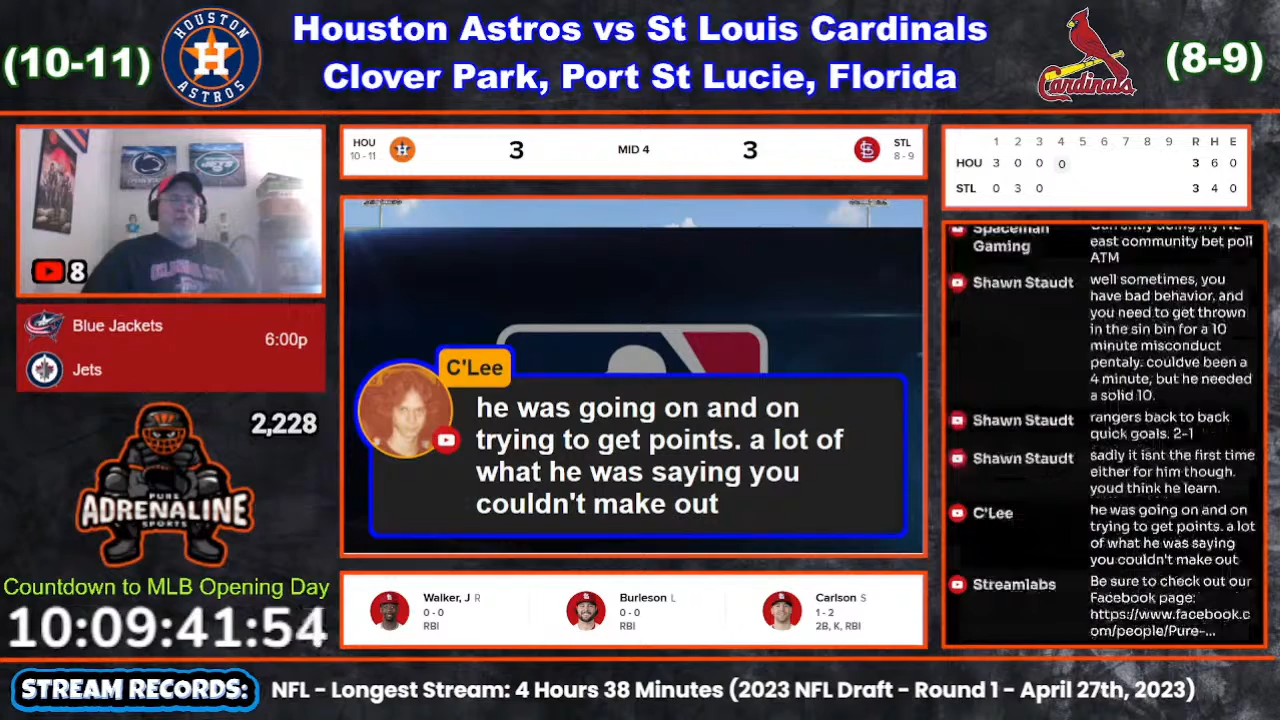 Houston Astros vs St Louis Cardinals
Clover Park, Port St Lucie, Florida
(10-11)
HOUSTON
H
ASTROS
Cardinals
(8-9)
8
JETS
HOU
10 - 11
3
MID 4
3
STL
8 - 9
1 2 3 4 5 6 7 8 9 R H E
HOU 3 0 0 0 3 6 0
STL 0 3 0 3 4 0
Blue Jackets
6:00p
Jets
2,228
PURE
ADRENALINE
SPORTS
C'Lee
he was going on and on
trying to get points. a lot of
what he was saying you
couldn't make out
Spaceman
Gaming
east community bet poll
ATM
Shawn Staudt
well sometimes, you
have bad behavior, and
you need to get thrown
in the sin bin for a 10
minute misconduct
pentaly. couldve been a
4 minute, but he needed
a solid 10.
Shawn Staudt
rangers back to back
quick goals. 2-1
Shawn Staudt
sadly it isnt the first time
either for him though.
youd think he learn.
C'Lee
he was going on and on
trying to get points. a lot
of what he was saying
you couldn't make out
Streamlabs
Be sure to check out our
Facebook page:
https://www.facebook.c
om/people/Pure-...
Countdown to MLB Opening Day
10:09:41:54
Walker, J R
0 - 0
RBI
Burleson L
0 - 0
RBI
Carlson S
1 - 2
2B, K, RBI
STREAM RECORDS:
NFL - Longest Stream: 4 Hours 38 Minutes (2023 NFL Draft - Round 1 - April 27th, 2023)